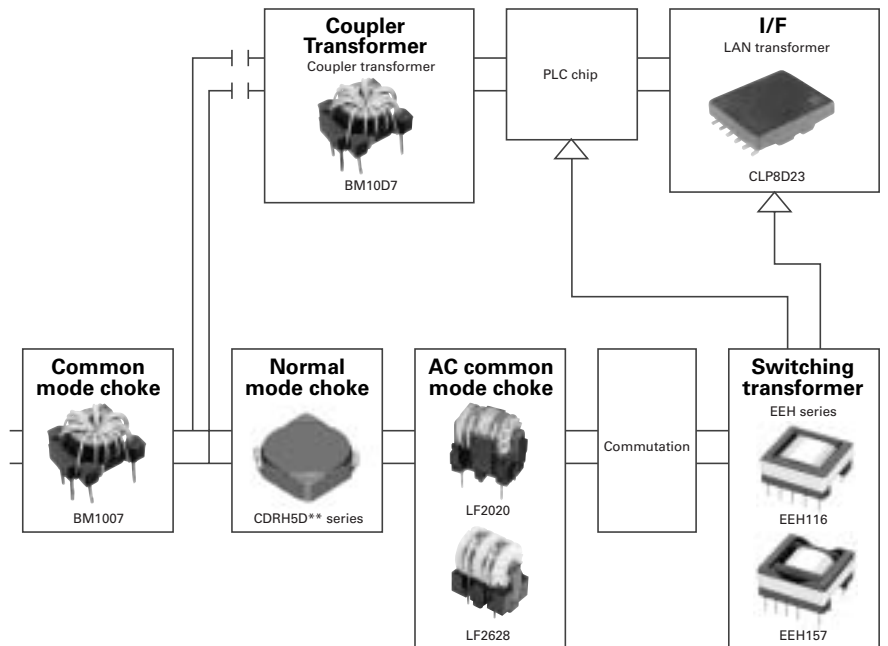 Coupler
Transformer
Coupler transformer
BM10D7
PLC chip
I/F
LAN transformer
CLP8D23
Common
mode choke
BM1007
Normal
mode choke
CDRH5D** series
AC common
mode choke
LF2020
LF2628
Commutation
Switching
transformer
EEH series
EEH116
EEH157